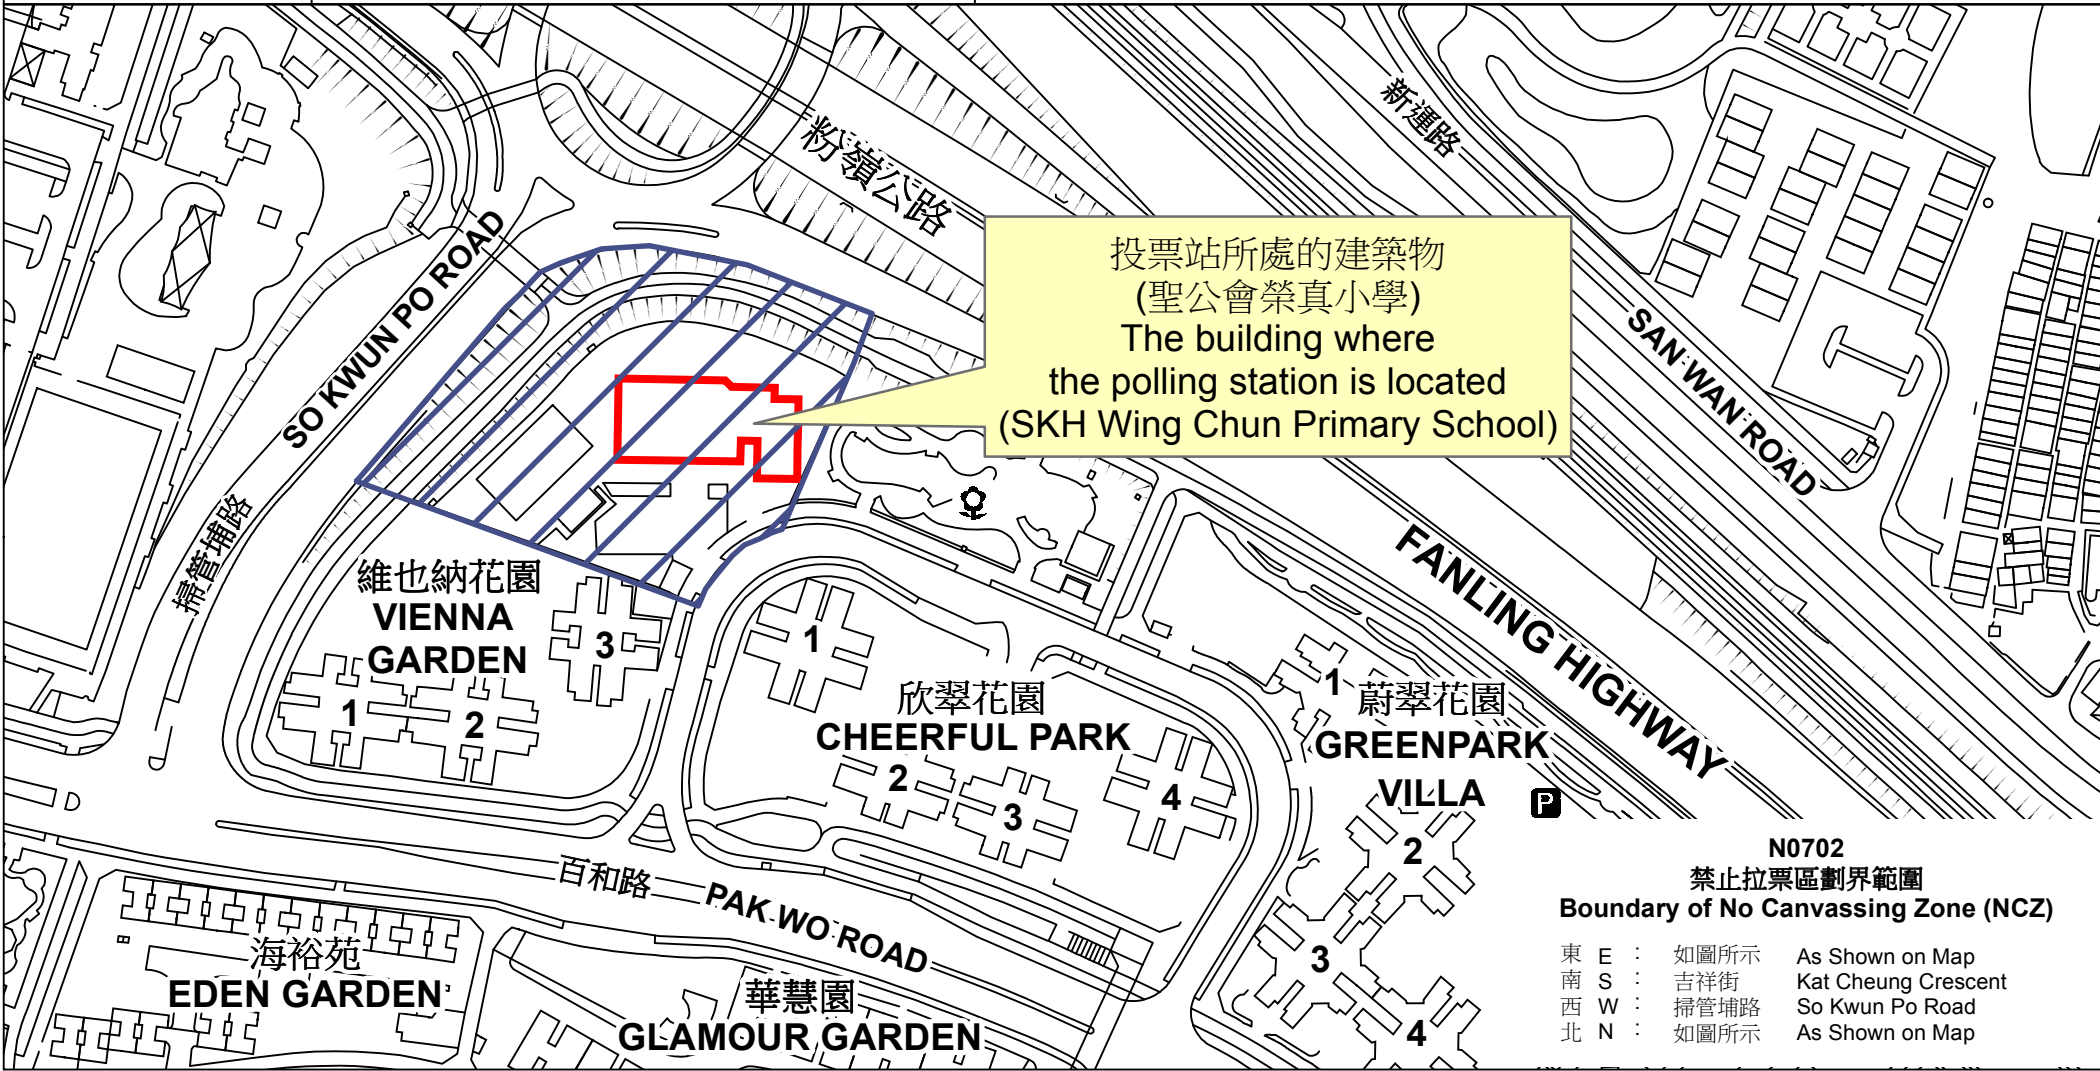 新運路
粉嶺公路
投票站所處的建築物
(聖公會榮真小學)
The building where
the polling station is located
(SKH Wing Chun Primary School)
SO KWUN PO ROAD
SAN WAN ROAD
掃管埔路
FANLING HIGHWAY
維也納花園
VIENNA
GARDEN
3
1
2
1
欣翠花園
CHEERFUL PARK
2
3
4
1
蔚翠花園
GREENPARK
VILLA
P
2
3
4
百和路
PAK WO ROAD
海裕苑
EDEN GARDEN
華慧園
GLAMOUR GARDEN
N0702
禁止拉票區劃界範圍
Boundary of No Canvassing Zone (NCZ)
東 E : 如圖所示 As Shown on Map
南 S : 吉祥街 Kat Cheung Crescent
西 W : 掃管埔路 So Kwun Po Road
北 N : 如圖所示 As Shown on Map